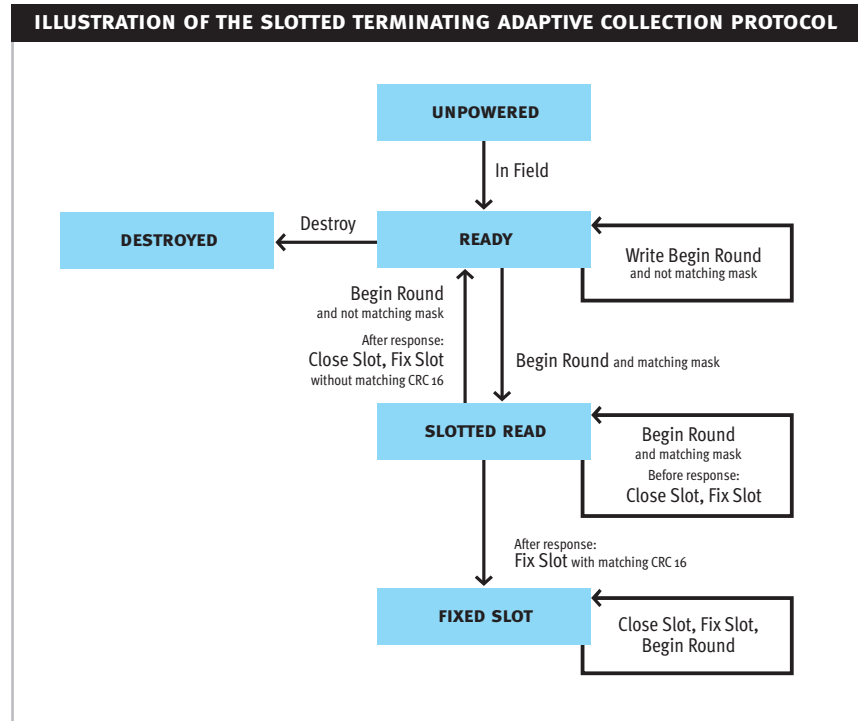 ILLUSTRATION OF THE SLOTTED TERMINATING ADAPTIVE COLLECTION PROTOCOL
UNPOWERED
In Field
Destroy
DESTROYED
READY
Write Begin Round
and not matching mask
Begin Round
and not matching mask
After response:
Close Slot, Fix Slot
without matching CRC 16
Begin Round and matching mask
SLOTTED READ
Begin Round
and matching mask
Before response:
Close Slot, Fix Slot
After response:
Fix Slot with matching CRC 16
FIXED SLOT
Close Slot, Fix Slot,
Begin Round